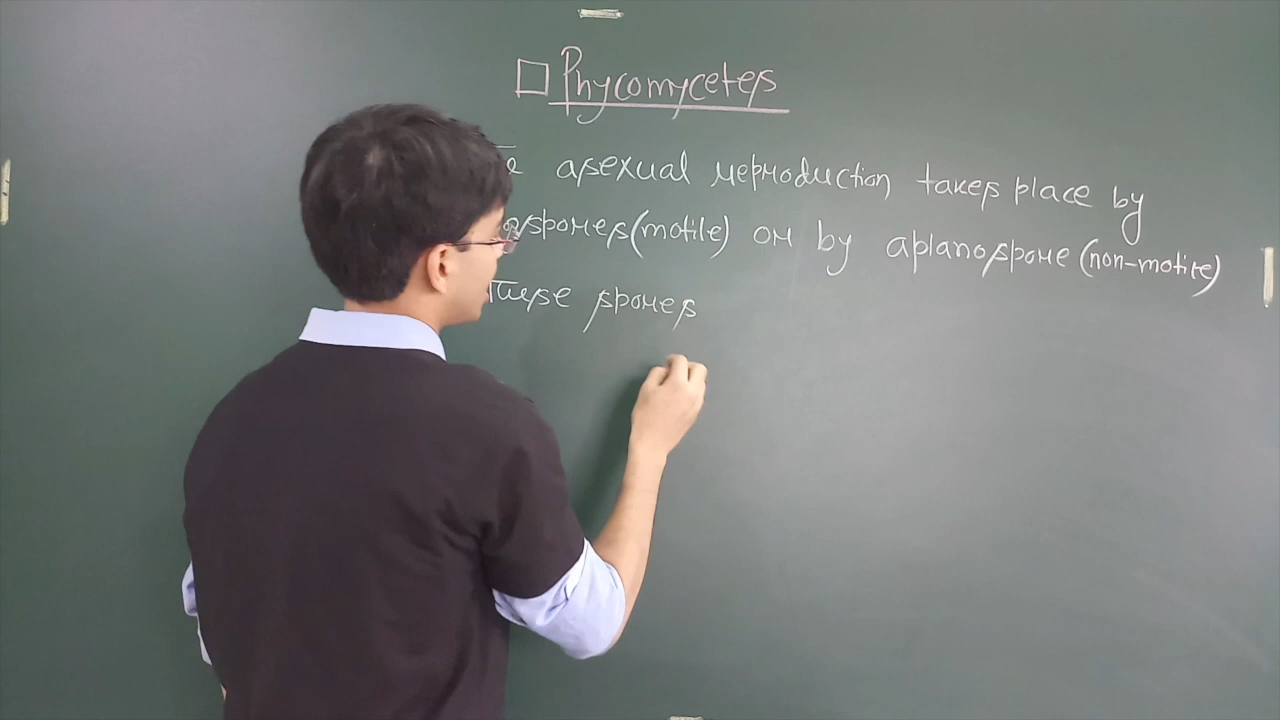 Phycomycetes
asexual reproduction takes place by
spores(motile) or by aplanospore (non-motile)
These spores